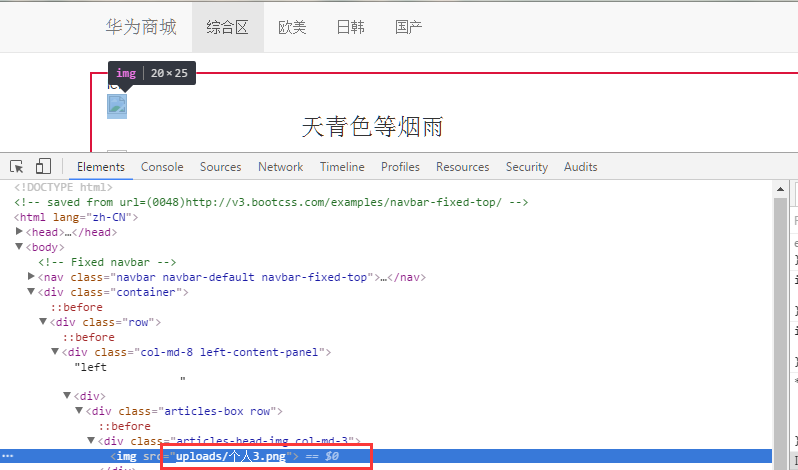 华为商城 综合区 欧美 日韩 国产
img 20×25
天青色等烟雨
Elements Console Sources Network Timeline Profiles Resources Security Audits
<!DOCTYPE html>
<!-- saved from url=(0048)http://v3.bootcss.com/examples/navbar-fixed-top/ -->
<html lang="zh-CN">
<head>…</head>
<body>
<!-- Fixed navbar -->
<nav class="navbar navbar-default navbar-fixed-top">…</nav>
<div class="container">
::before
<div class="row">
::before
<div class="col-md-8 left-content-panel">
"left
"
<div>
<div class="articles-box row">
::before
<div class="articles-head-img col-md-3">
… <img src="uploads/个人3.png"> == $0